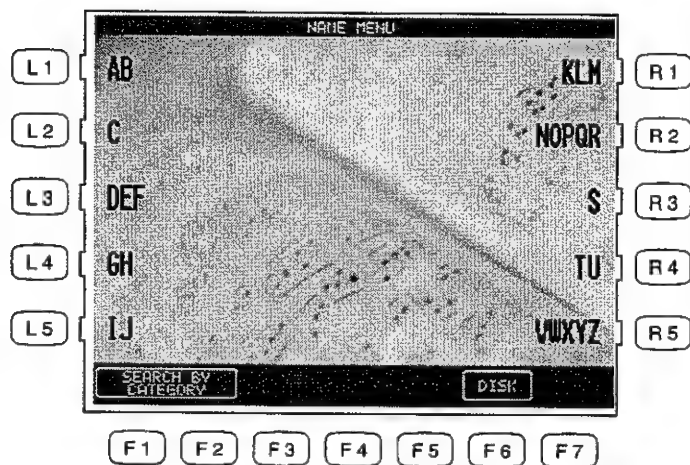 NAME MENU
L1 AB KLM R1
L2 C NOPQR R2
L3 DEF S R3
L4 GH TU R4
L5 IJ VWXYZ R5
SEARCH BY CATEGORY DISK
F1 F2 F3 F4 F5 F6 F7